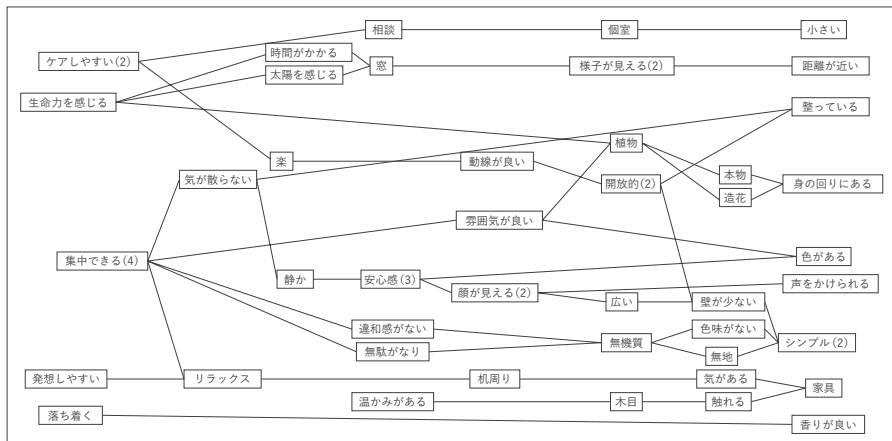 相談
個室
小さい
ケアしやすい(2)
時間がかかる
太陽を感じる
窓
様子が見える(2)
距離が近い
生命力を感じる
整っている
植物
楽
動線が良い
気が散らない
開放的(2)
本物
造花
身の回りにある
雰囲気が良い
集中できる(4)
色がある
静か
安心感(3)
顔が見える(2)
声をかけられる
広い
壁が少ない
違和感がない
色味がない
無駄がなり
無機質
無地
シンプル(2)
発想しやすい
リラックス
机周り
気がある
家具
温かみがある
木目
触れる
落ち着く
香りが良い